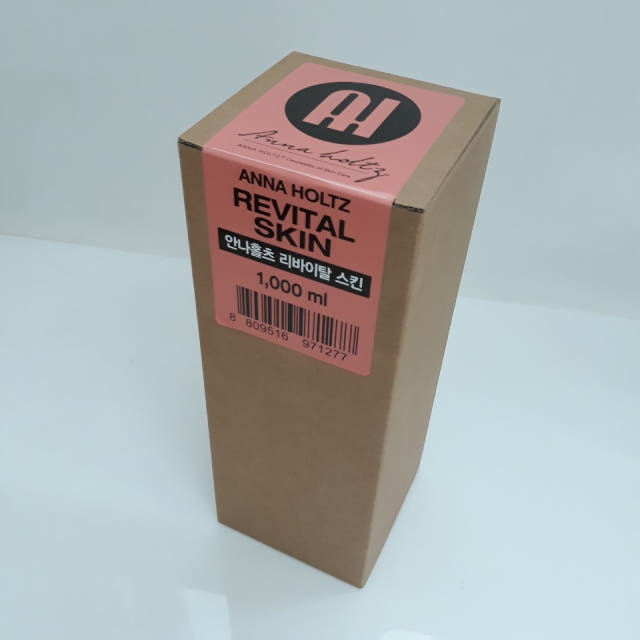 AH
Anna holtz
ANNA HOLTZ
REVITAL
SKIN
안나홀츠 리바이탈 스킨
1,000 ml
8 809516 971277